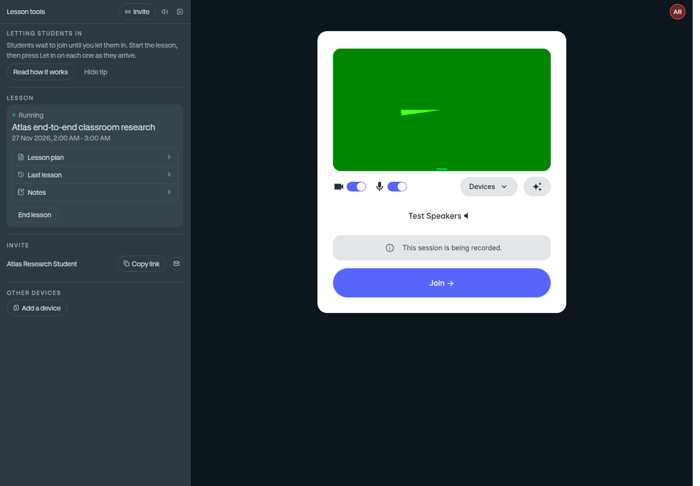 Lesson tools
Invite
AR
LETTING STUDENTS IN
Students wait to join until you let them in. Start the lesson,
then press Let in on each one as they arrive.
Read how it works
Hide tip
LESSON
Running
Atlas end-to-end classroom research
27 Nov 2026, 2:00 AM - 3:00 AM
Lesson plan
Last lesson
Notes
End lesson
INVITE
Atlas Research Student
Copy link
OTHER DEVICES
Add a device
Devices
Test Speakers
This session is being recorded.
Join →